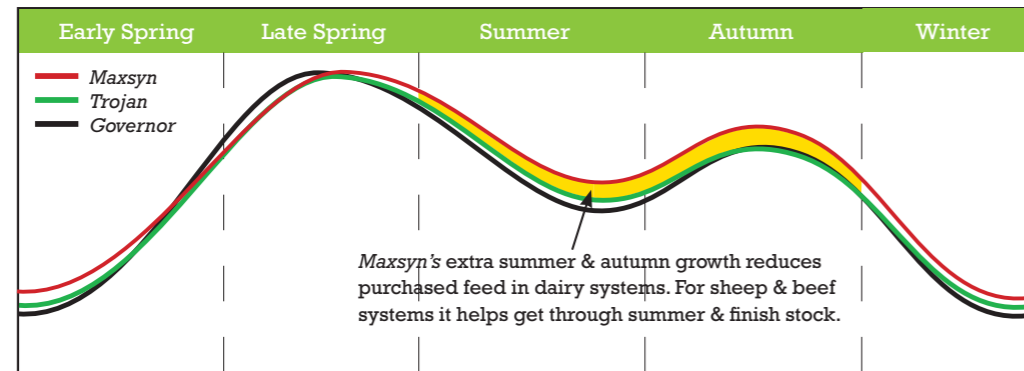 Early Spring Late Spring Summer Autumn Winter
Maxsyn
Trojan
Governor
Maxsyn's extra summer & autumn growth reduces
purchased feed in dairy systems. For sheep & beef
systems it helps get through summer & finish stock.